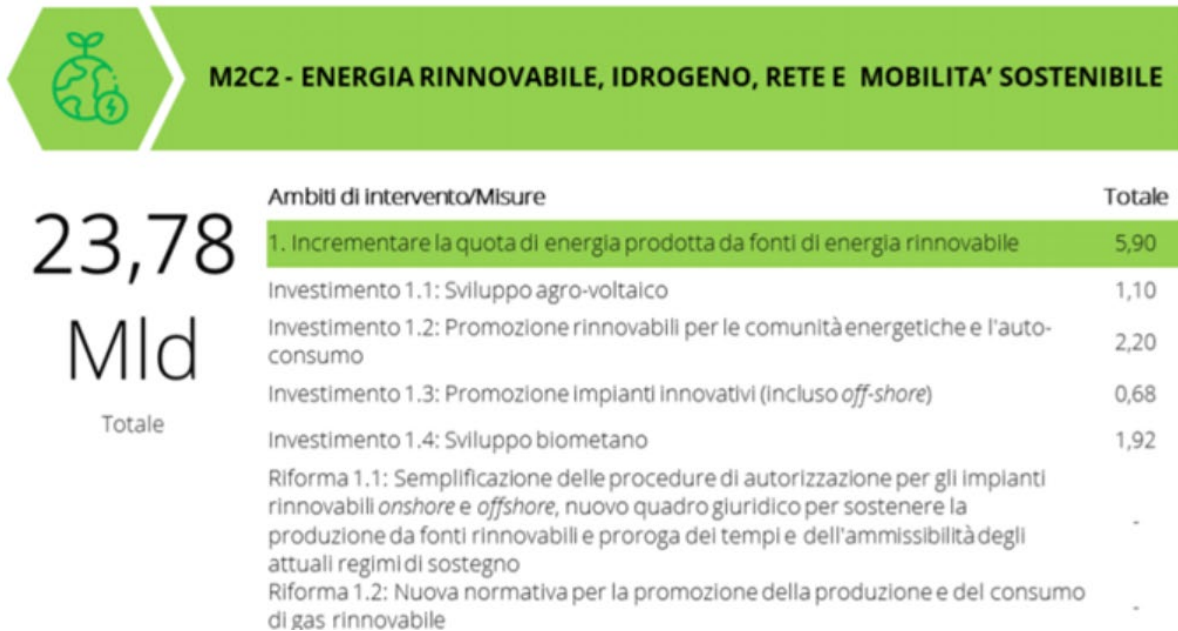 M2C2 - ENERGIA RINNOVABILE, IDROGENO, RETE E MOBILITA' SOSTENIBILE
23,78
Mld
Totale
Ambiti di intervento/Misure Totale
1. Incrementare la quota di energia prodotta da fonti di energia rinnovabile 5,90
Investimento 1.1: Sviluppo agro-voltaico 1,10
Investimento 1.2: Promozione rinnovabili per le comunità energetiche e l'auto-
consumo 2,20
Investimento 1.3: Promozione impianti innovativi (incluso off-shore) 0,68
Investimento 1.4: Sviluppo biometano 1,92
Riforma 1.1: Semplificazione delle procedure di autorizzazione per gli impianti
rinnovabili onshore e offshore, nuovo quadro giuridico per sostenere la
produzione da fonti rinnovabili e proroga dei tempi e dell'ammissibilità degli
attuali regimi di sostegno -
Riforma 1.2: Nuova normativa per la promozione della produzione e del consumo
di gas rinnovabile -